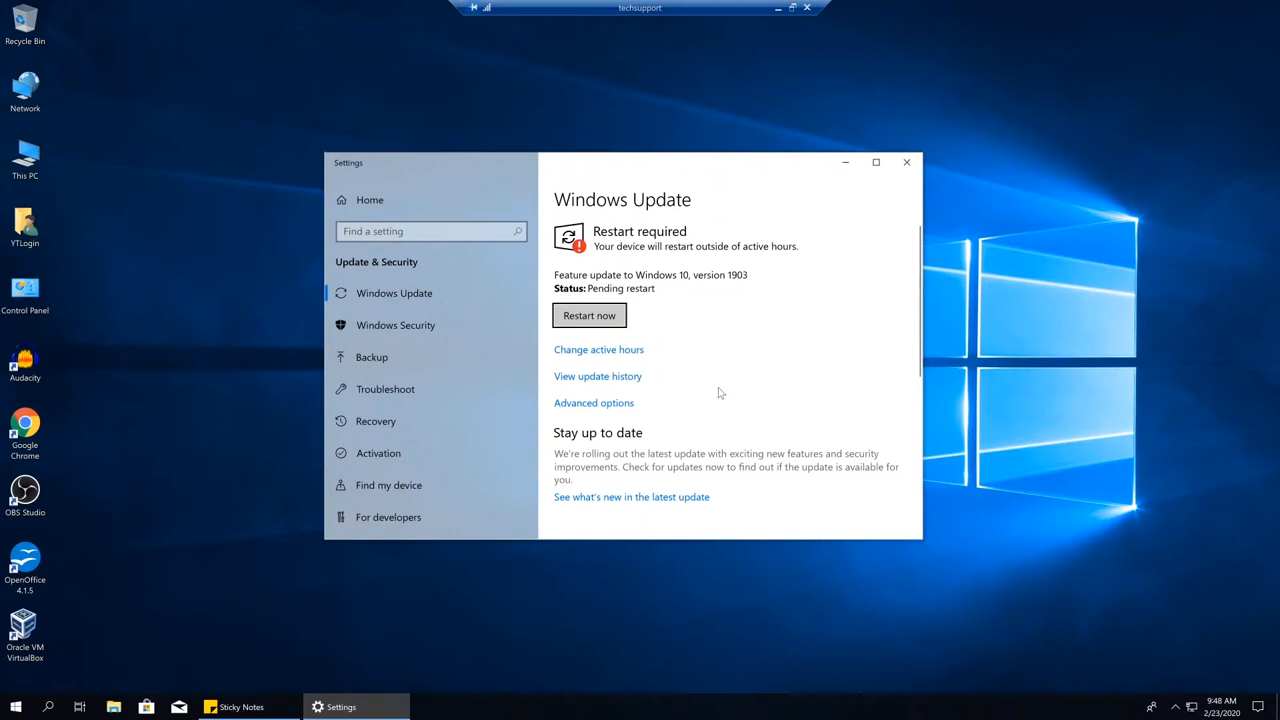 techsupport
Recycle Bin
Network
This PC
YTLogin
Control Panel
Audacity
Google
Chrome
OBS Studio
OpenOffice
4.1.5
Oracle VM
VirtualBox
Settings
Home
Find a setting
Update & Security
Windows Update
Windows Security
Backup
Troubleshoot
Recovery
Activation
Find my device
For developers
Windows Update
Restart required
Your device will restart outside of active hours.
Feature update to Windows 10, version 1903
Status: Pending restart
Restart now
Change active hours
View update history
Advanced options
Stay up to date
We're rolling out the latest update with exciting new features and security
improvements. Check for updates now to find out if the update is available for
you.
See what's new in the latest update
Sticky Notes
Settings
9:48 AM
2/23/2020